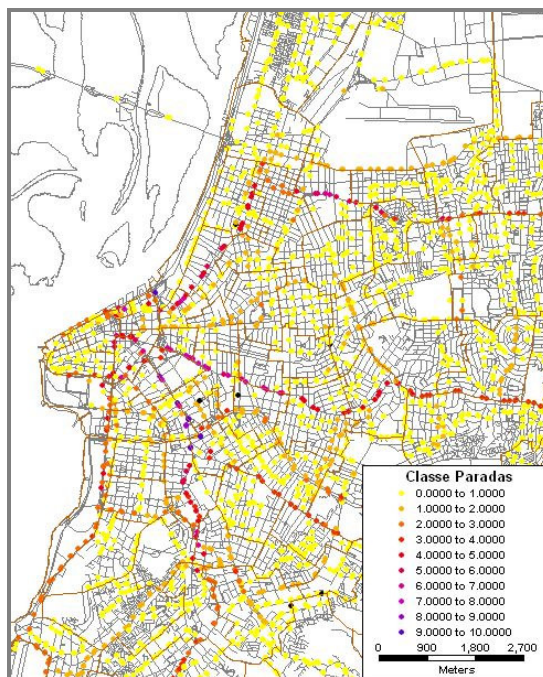 Classe Paradas
0.0000 to 1.0000
1.0000 to 2.0000
2.0000 to 3.0000
3.0000 to 4.0000
4.0000 to 5.0000
5.0000 to 6.0000
6.0000 to 7.0000
7.0000 to 8.0000
8.0000 to 9.0000
9.0000 to 10.0000
0 900 1,800 2,700
Meters